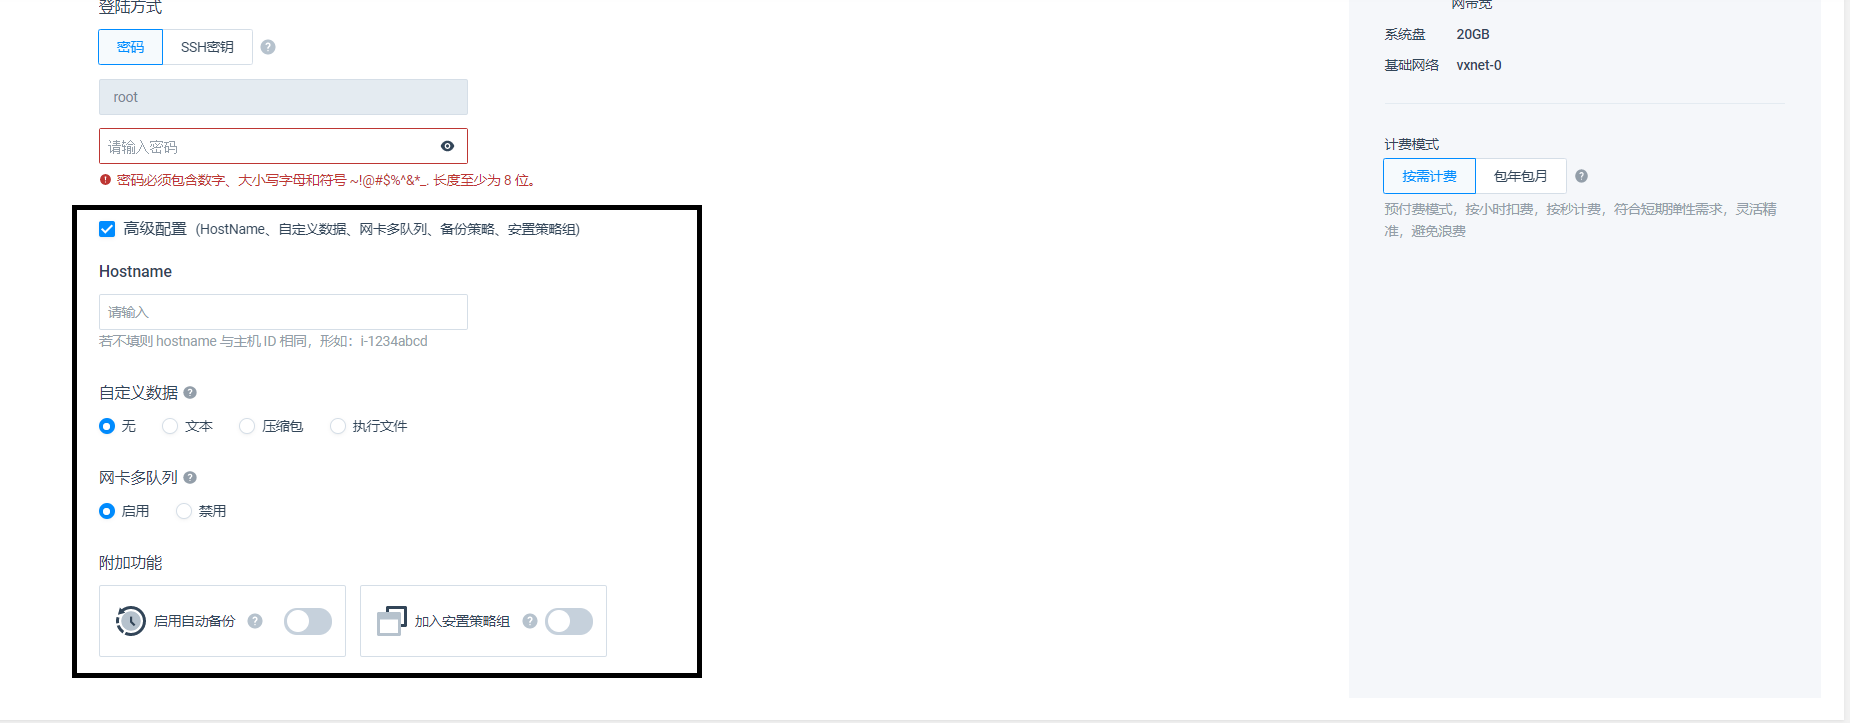 登陆方式
密码 SSH密钥
root
请输入密码
密码必须包含数字、大小写字母和符号 ~!@#$%^&*_. 长度至少为 8 位。
高级配置 (HostName、自定义数据、网卡多队列、备份策略、安置策略组)
Hostname
请输入
若不填则 hostname 与主机 ID 相同，形如：i-1234abcd
自定义数据
无 文本 压缩包 执行文件
网卡多队列
启用 禁用
附加功能
启用自动备份 加入安置策略组
网带宽
系统盘 20GB
基础网络 vxnet-0
计费模式
按需计费 包年包月
预付费模式，按小时扣费，按秒计费，符合短期弹性需求，灵活精
准，避免浪费